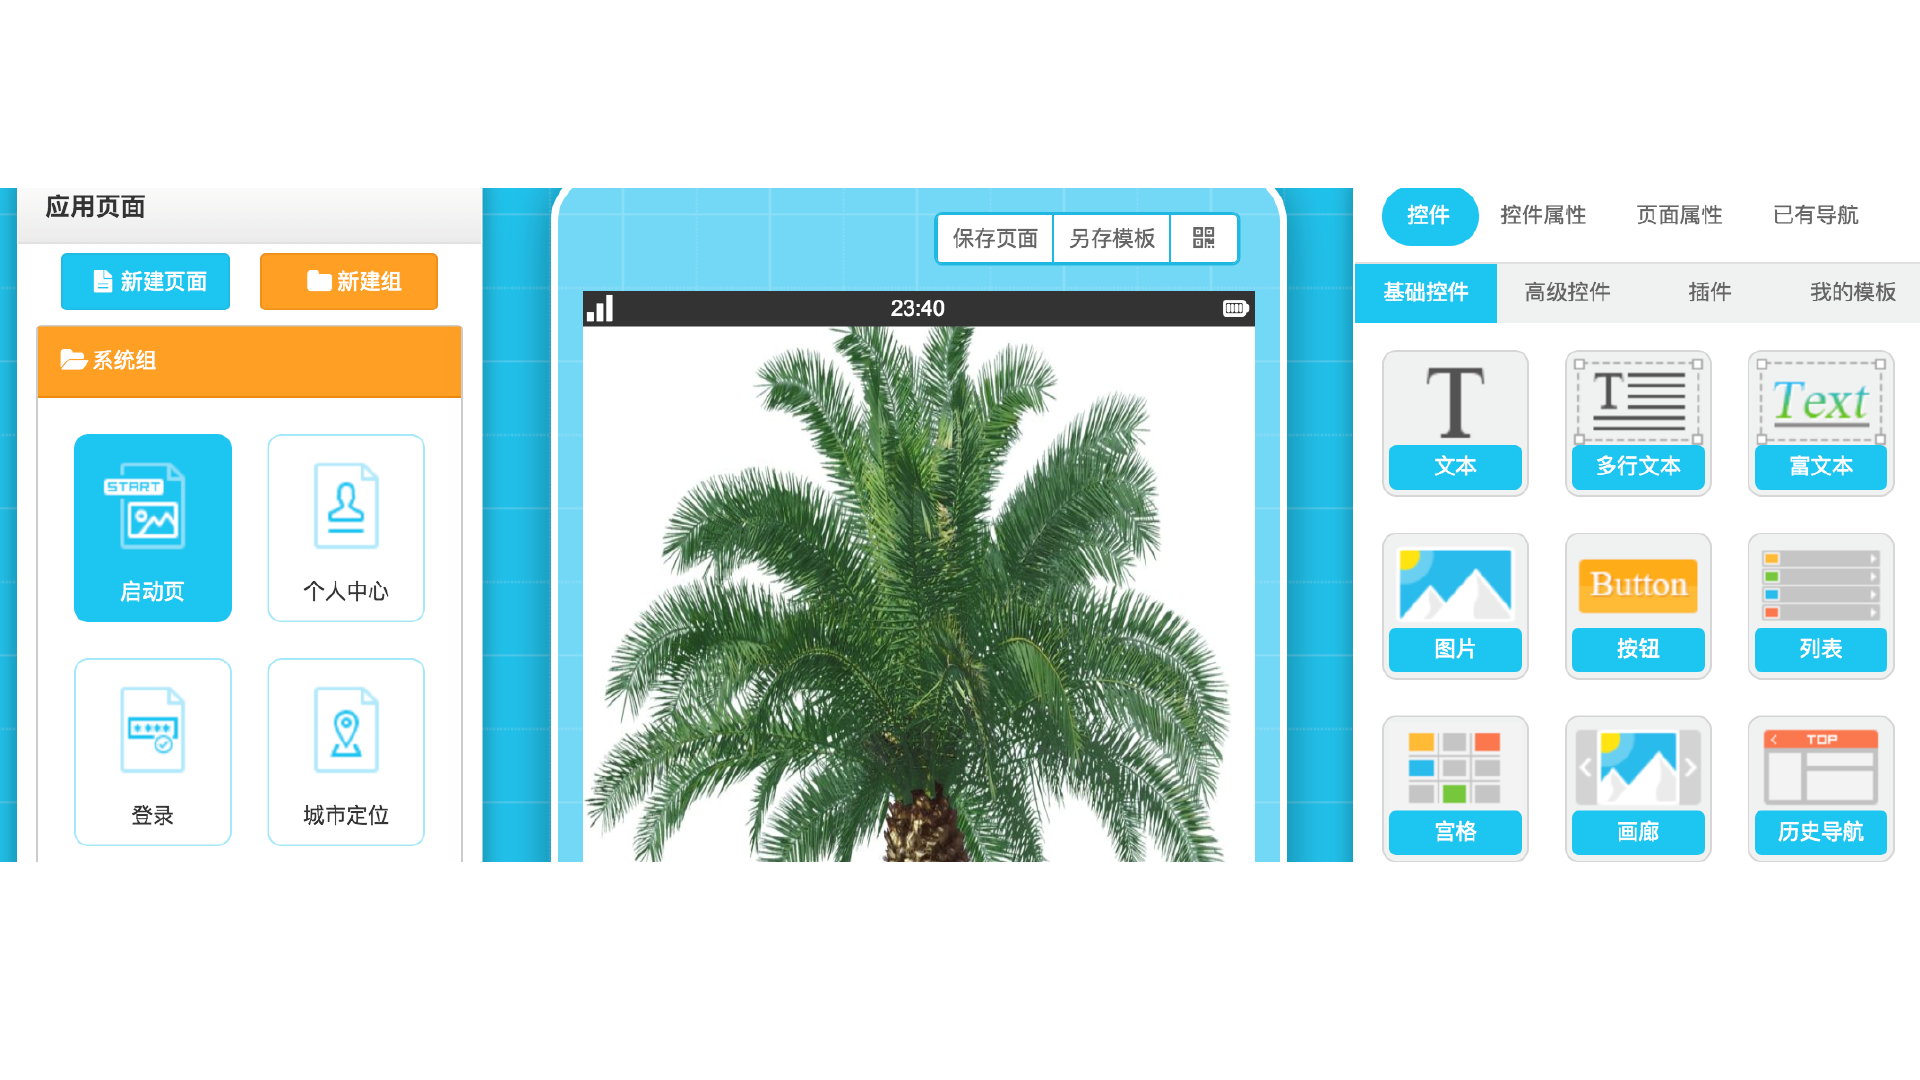 应用页面
新建页面 新建组
系统组
START
启动页 个人中心
登录 城市定位
保存页面 另存模板
23:40
控件 控件属性 页面属性 已有导航
基础控件 高级控件 插件 我的模板
T T Text
文本 多行文本 富文本
Button
图片 按钮 列表
TOP
宫格 画廊 历史导航